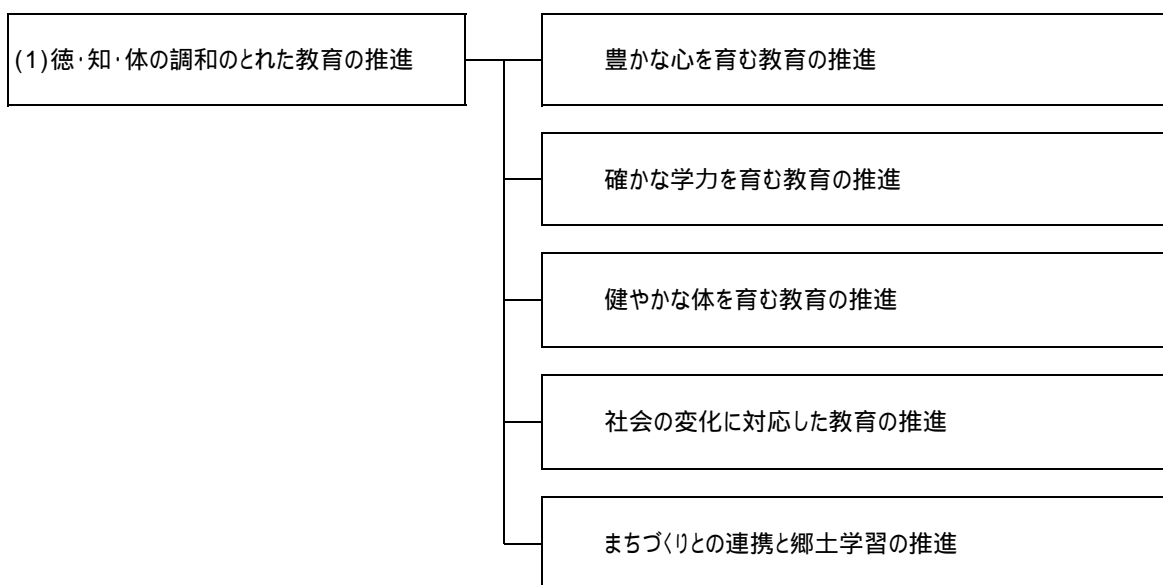 (1)徳・知・体の調和のとれた教育の推進
豊かな心を育む教育の推進
確かな学力を育む教育の推進
健やかな体を育む教育の推進
社会の変化に対応した教育の推進
まちづくりとの連携と郷土学習の推進